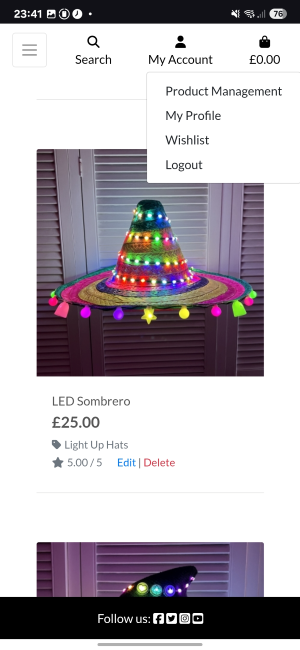 23:41
76
Search
My Account
£0.00
Product Management
My Profile
Wishlist
Logout
LED Sombrero
£25.00
Light Up Hats
5.00 / 5 Edit | Delete
Follow us: